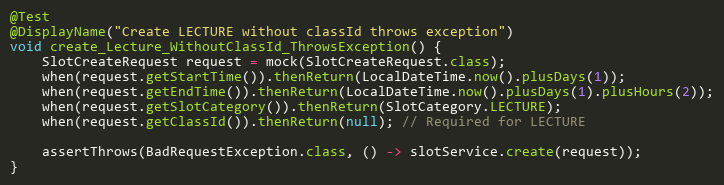 @Test
@DisplayName("Create LECTURE without classId throws exception")
void create_Lecture_WithoutClassId_ThrowsException() {
    SlotCreateRequest request = mock(SlotCreateRequest.class);
    when(request.getStartTime()).thenReturn(LocalDateTime.now().plusDays(1));
    when(request.getEndTime()).thenReturn(LocalDateTime.now().plusDays(1).plusHours(2));
    when(request.getSlotCategory()).thenReturn(SlotCategory.LECTURE);
    when(request.getClassId()).thenReturn(null); // Required for LECTURE

    assertThrows(BadRequestException.class, () -> slotService.create(request));
}